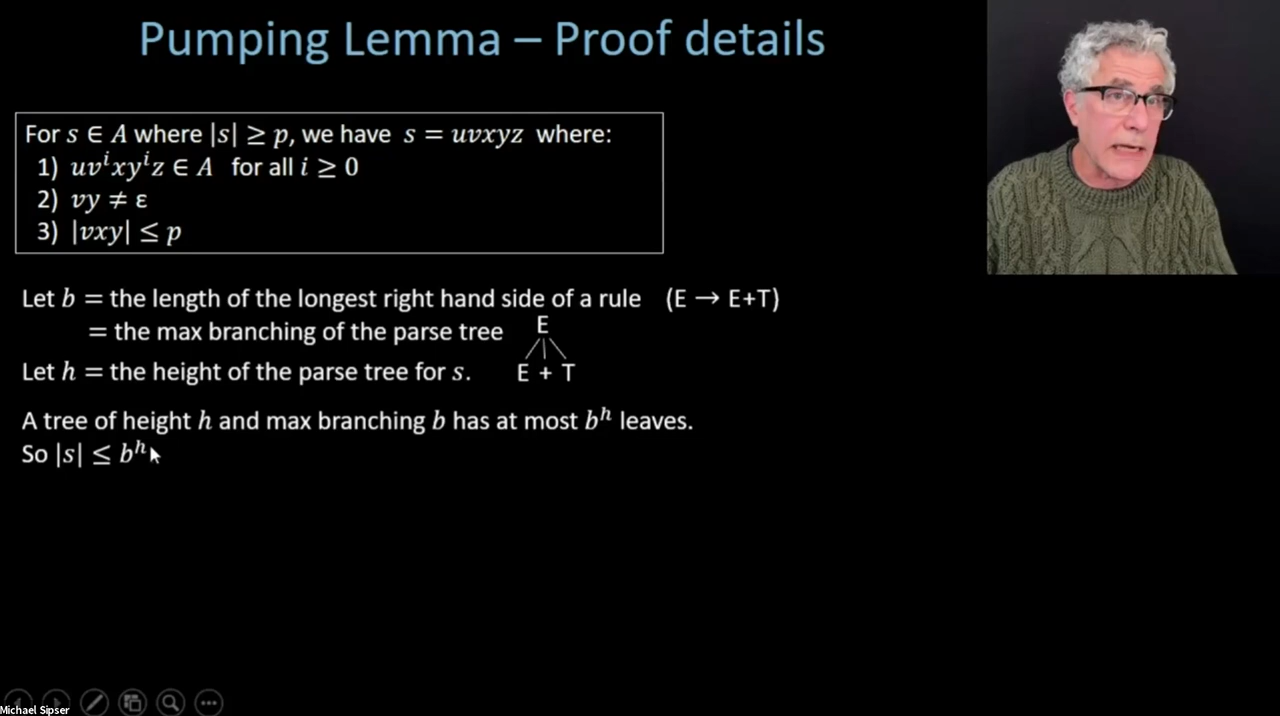 Pumping Lemma – Proof details
For s ∈ A where |s| ≥ p, we have s = uvxyz where:
1) uvⁱxyⁱz ∈ A for all i ≥ 0
2) vy ≠ ε
3) |vxy| ≤ p
Let b = the length of the longest right hand side of a rule (E → E+T)
= the max branching of the parse tree
E
Let h = the height of the parse tree for s.
E + T
A tree of height h and max branching b has at most bʰ leaves.
So |s| ≤ bʰ
Michael Sipser